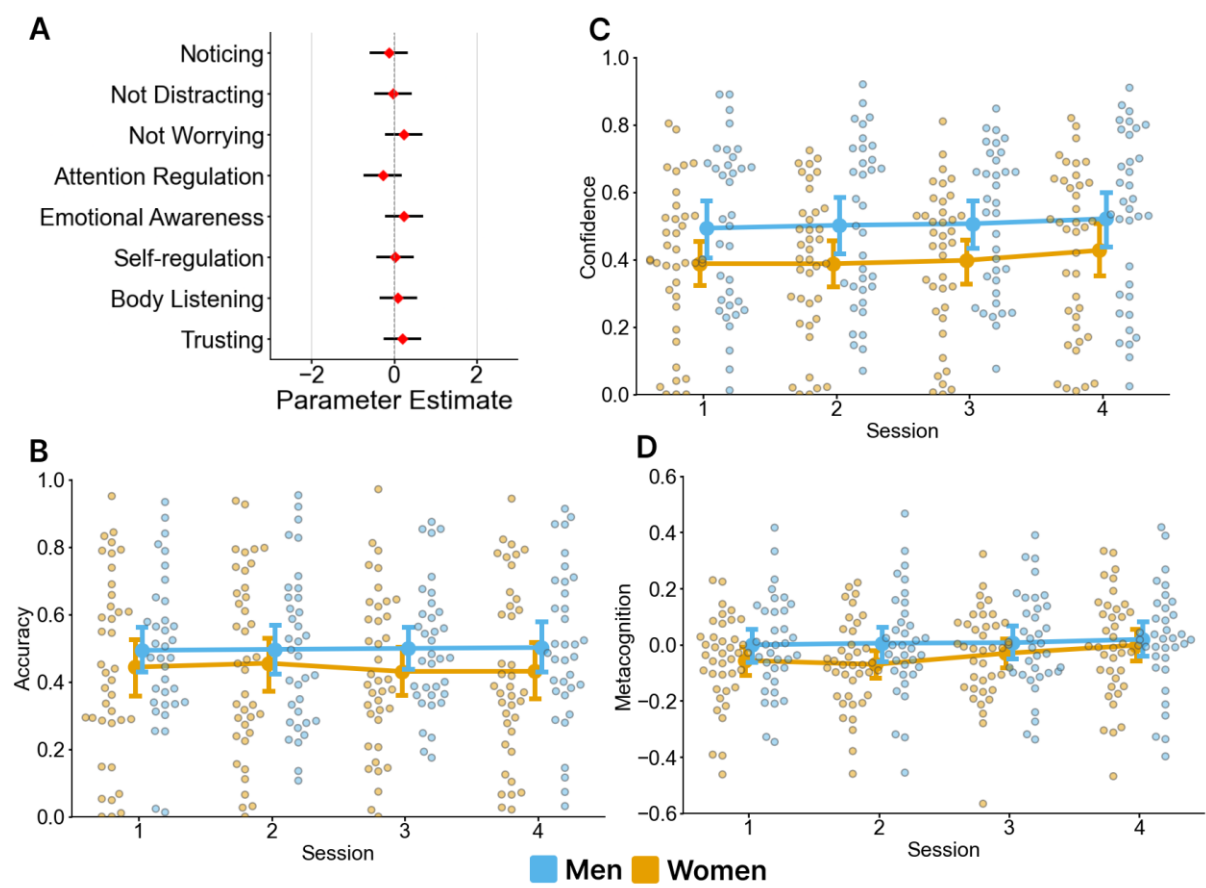 A
Noticing
Not Distracting
Not Worrying
Attention Regulation
Emotional Awareness
Self-regulation
Body Listening
Trusting
−2 0 2
Parameter Estimate
C
1.0
0.8
0.6
0.4
0.2
0.0
Confidence
1 2 3 4
Session
B
1.0
0.8
0.6
0.4
0.2
0.0
Accuracy
1 2 3 4
Session
D
0.6
0.4
0.2
0.0
−0.2
−0.4
−0.6
Metacognition
1 2 3 4
Session
Men Women